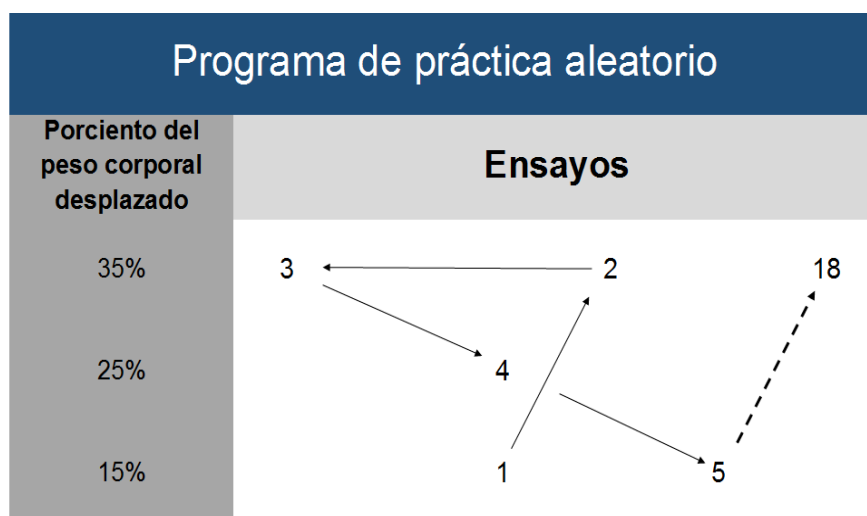 Programa de práctica aleatorio
Porciento del
peso corporal
desplazado
Ensayos
35%
3
2
18
25%
4
15%
1
5